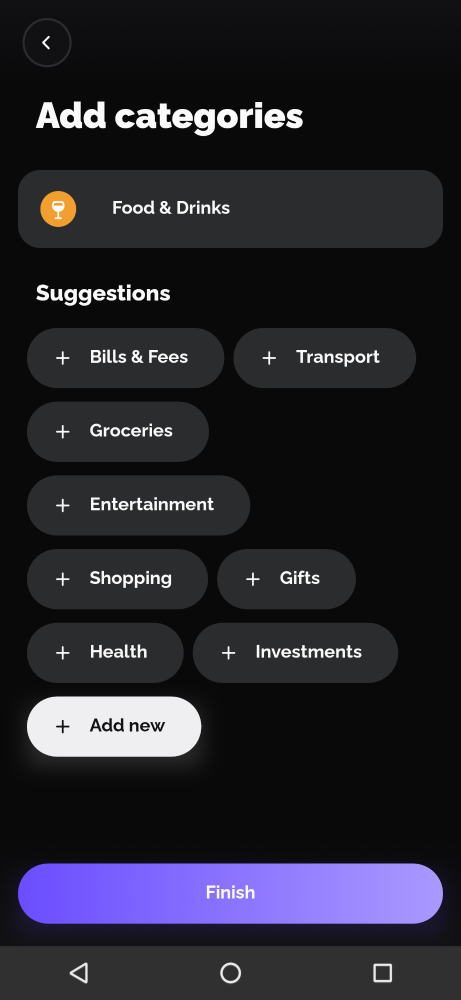 Add categories
Food & Drinks
Suggestions
Bills & Fees
Transport
Groceries
Entertainment
Shopping
Gifts
Health
Investments
Add new
Finish